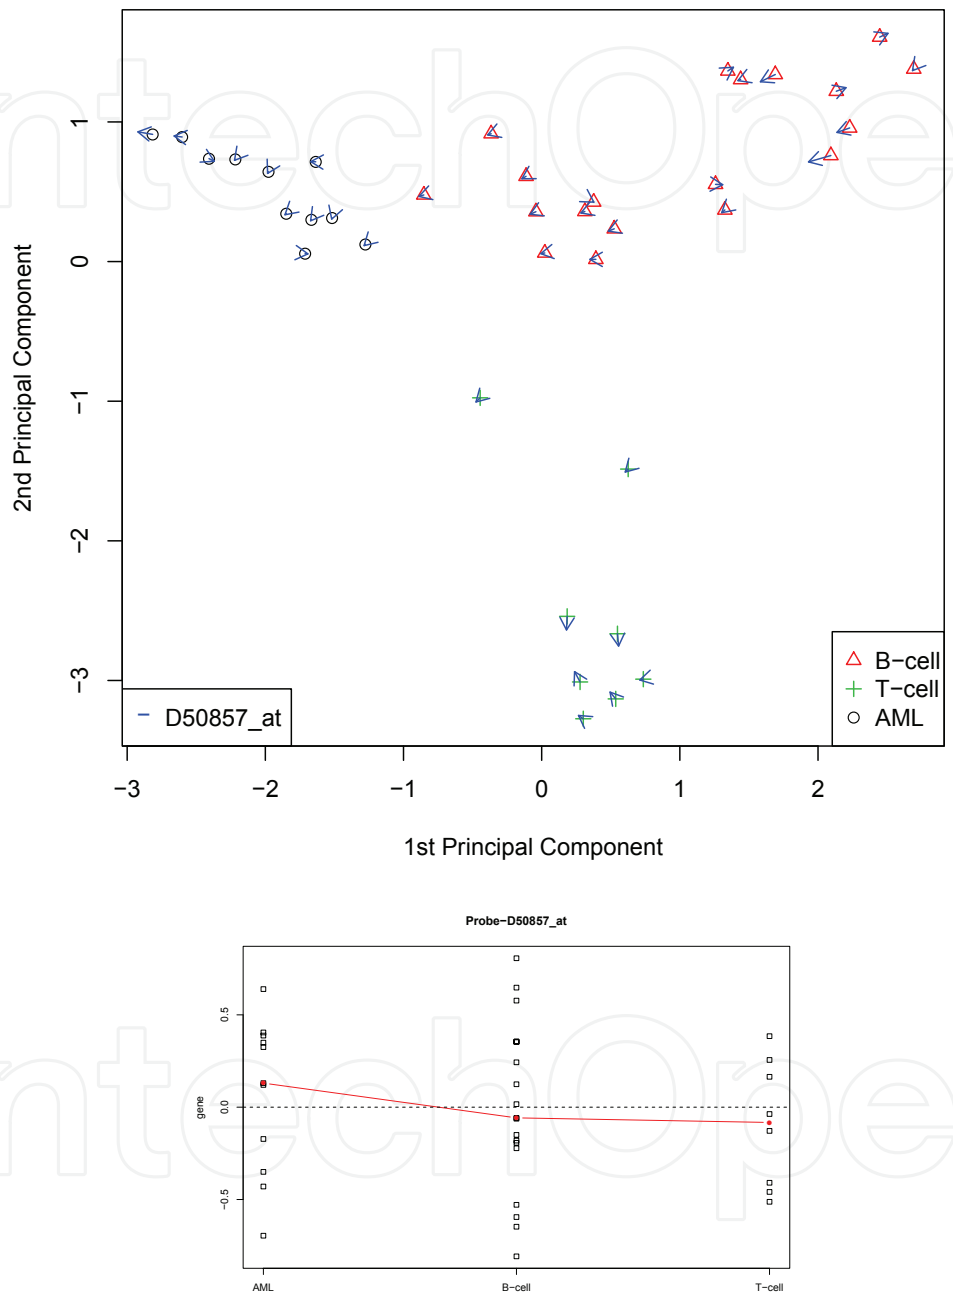 1
0
−1
−2
−3
2nd Principal Component
B−cell
T−cell
AML
D50857_at
−3 −2 −1 0 1 2
1st Principal Component
Probe−D50857_at
0.5
0.0
−0.5
gene
AML B−cell T−cell